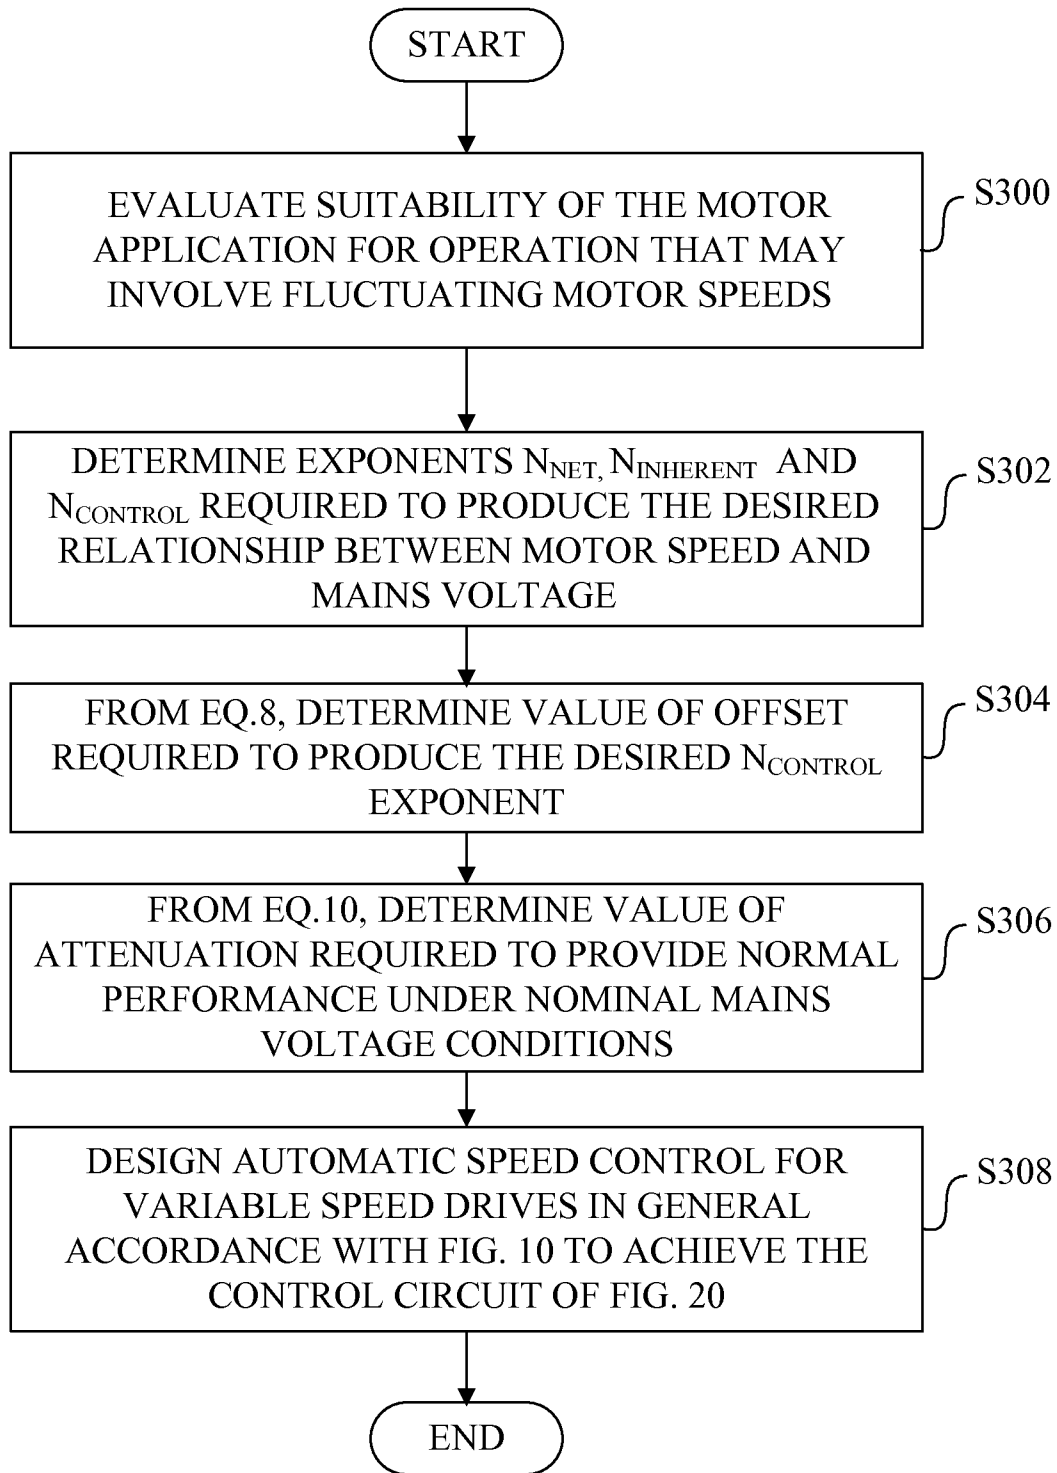 START
EVALUATE SUITABILITY OF THE MOTOR
APPLICATION FOR OPERATION THAT MAY
INVOLVE FLUCTUATING MOTOR SPEEDS
S300
DETERMINE EXPONENTS NNET, NINHERENT AND
NCONTROL REQUIRED TO PRODUCE THE DESIRED
RELATIONSHIP BETWEEN MOTOR SPEED AND
MAINS VOLTAGE
S302
FROM EQ.8, DETERMINE VALUE OF OFFSET
REQUIRED TO PRODUCE THE DESIRED NCONTROL
EXPONENT
S304
FROM EQ.10, DETERMINE VALUE OF
ATTENUATION REQUIRED TO PROVIDE NORMAL
PERFORMANCE UNDER NOMINAL MAINS
VOLTAGE CONDITIONS
S306
DESIGN AUTOMATIC SPEED CONTROL FOR
VARIABLE SPEED DRIVES IN GENERAL
ACCORDANCE WITH FIG. 10 TO ACHIEVE THE
CONTROL CIRCUIT OF FIG. 20
S308
END